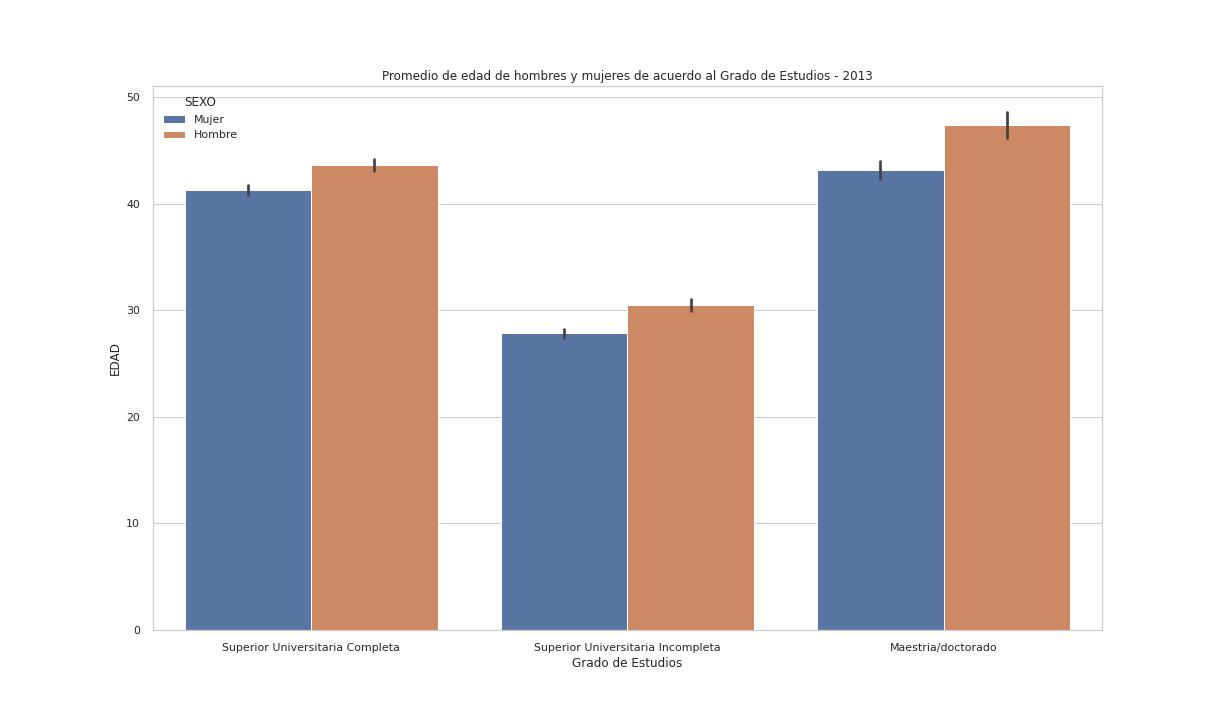 Promedio de edad de hombres y mujeres de acuerdo al Grado de Estudios - 2013
SEXO
Mujer
Hombre
50
40
30
20
10
0
EDAD
Superior Universitaria Completa
Superior Universitaria Incompleta
Maestria/doctorado
Grado de Estudios